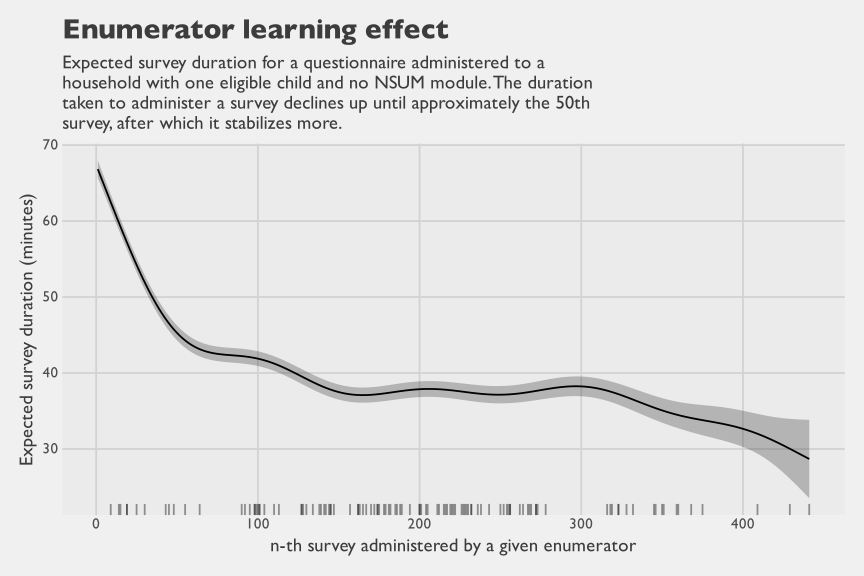 Enumerator learning effect
Expected survey duration for a questionnaire administered to a
household with one eligible child and no NSUM module. The duration
taken to administer a survey declines up until approximately the 50th
survey, after which it stabilizes more.
70
60
50
40
30
Expected survey duration (minutes)
0 100 200 300 400
n-th survey administered by a given enumerator